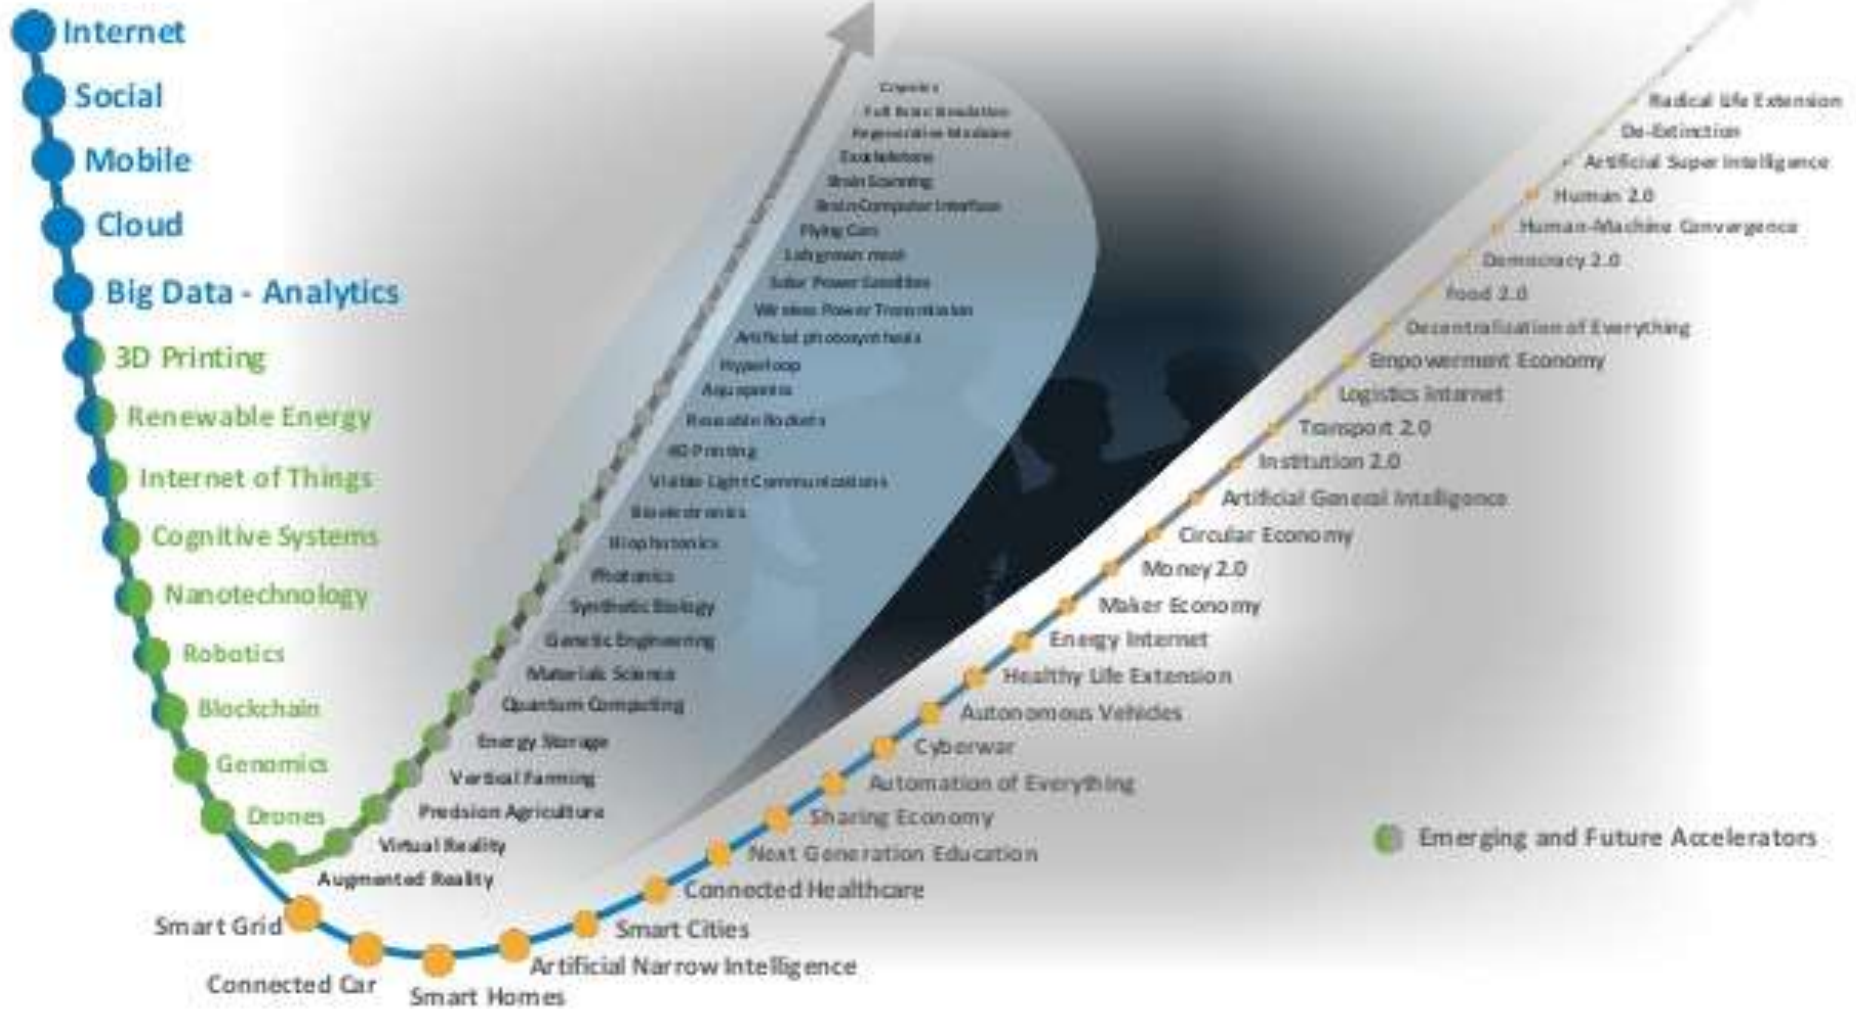 Internet
Social
Mobile
Cloud
Big Data - Analytics
3D Printing
Renewable Energy
Internet of Things
Cognitive Systems
Nanotechnology
Robotics
Blockchain
Genomics
Drones
Augmented Reality
Virtual Reality
Precision Agriculture
Vertical Farming
Energy Storage
Quantum Computing
Materials Science
Genetic Engineering
Synthetic Biology
Photonics
Biophotonics
Bioelectronics
Visible Light Communications
4D Printing
Reusable Rockets
Aquaponics
Hyperloop
Artificial photosynthesis
Wireless Power Transmission
Solar Power Satellites
Lab grown meat
Flying Cars
Brain-Computer Interface
Brain Scanning
Exoskeletons
Regenerative Medicine
Full Brain Simulation
Smart Grid
Connected Car
Smart Homes
Artificial Narrow Intelligence
Smart Cities
Connected Healthcare
Next Generation Education
Sharing Economy
Automation of Everything
Cyberwar
Autonomous Vehicles
Healthy Life Extension
Energy Internet
Maker Economy
Money 2.0
Circular Economy
Artificial General Intelligence
Institution 2.0
Transport 2.0
Logistics Internet
Empowerment Economy
Decentralization of Everything
Food 2.0
Democracy 2.0
Human-Machine Convergence
Human 2.0
Artificial Super Intelligence
De-Extinction
Radical Life Extension
Emerging and Future Accelerators